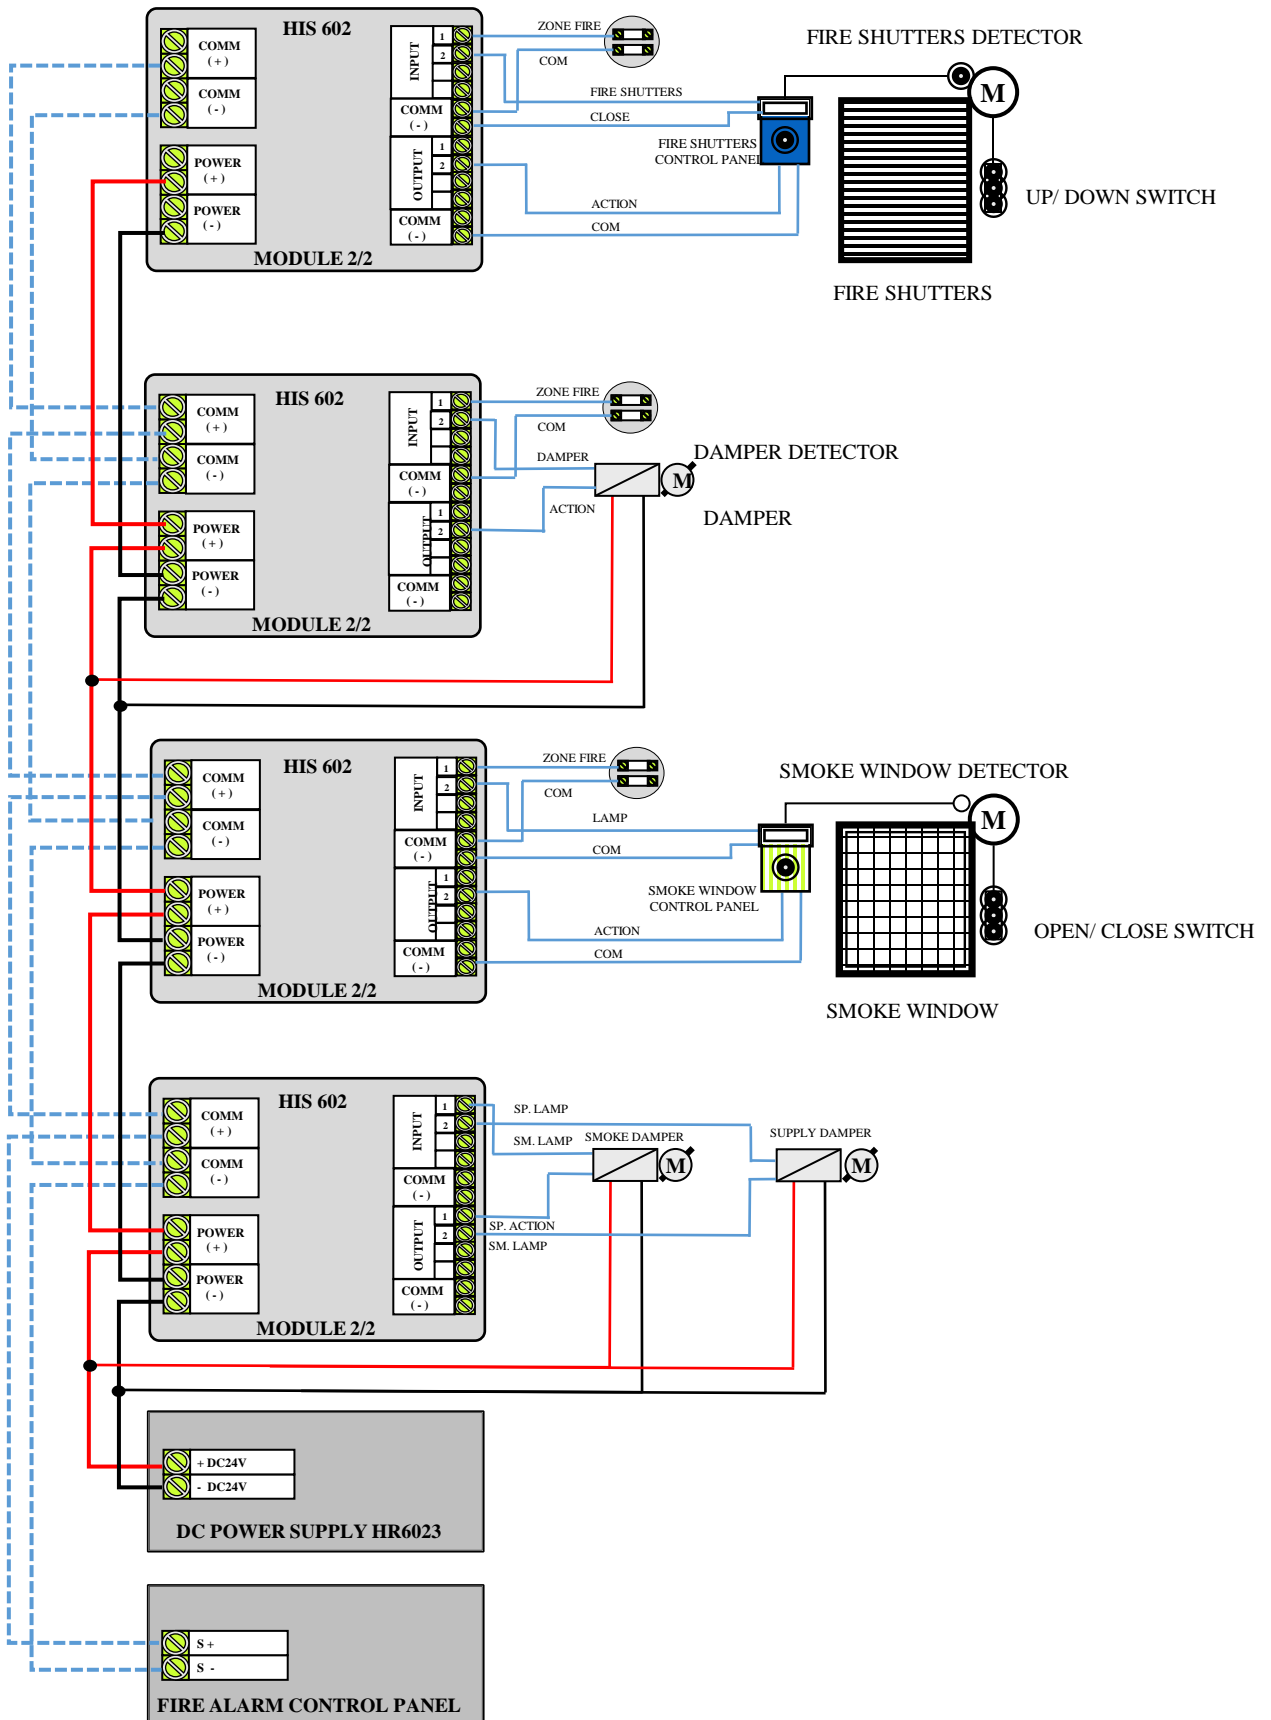 HIS 602
COMM
( + )
COMM
( - )
POWER
( + )
POWER
( - )
INPUT
1
2
COMM
( - )
OUTPUT
1
2
COMM
( - )
MODULE 2/2
ZONE FIRE
COM
FIRE SHUTTERS
CLOSE
FIRE SHUTTERS
CONTROL PANEL
ACTION
COM
FIRE SHUTTERS DETECTOR
M
UP/ DOWN SWITCH
FIRE SHUTTERS
HIS 602
COMM
( + )
COMM
( - )
POWER
( + )
POWER
( - )
INPUT
1
2
COMM
( - )
OUTPUT
1
2
COMM
( - )
MODULE 2/2
ZONE FIRE
COM
DAMPER
ACTION
M
DAMPER DETECTOR
DAMPER
HIS 602
COMM
( + )
COMM
( - )
POWER
( + )
POWER
( - )
INPUT
1
2
COMM
( - )
OUTPUT
1
2
COMM
( - )
MODULE 2/2
ZONE FIRE
COM
LAMP
COM
SMOKE WINDOW
CONTROL PANEL
ACTION
COM
SMOKE WINDOW DETECTOR
M
OPEN/ CLOSE SWITCH
SMOKE WINDOW
HIS 602
COMM
( + )
COMM
( - )
POWER
( + )
POWER
( - )
INPUT
1
2
COMM
( - )
OUTPUT
1
2
COMM
( - )
MODULE 2/2
SP. LAMP
SM. LAMP
SMOKE DAMPER
M
SUPPLY DAMPER
M
SP. ACTION
SM. LAMP
+ DC24V
- DC24V
DC POWER SUPPLY HR6023
S +
S -
FIRE ALARM CONTROL PANEL